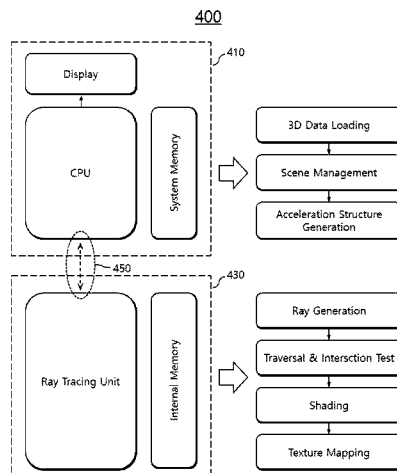 400
410
Display
CPU
System Memory
3D Data Loading
Scene Management
Acceleration Structure
Generation
450
430
Ray Tracing Unit
Internal Memory
Ray Generation
Traversal & Intersction Test
Shading
Texture Mapping